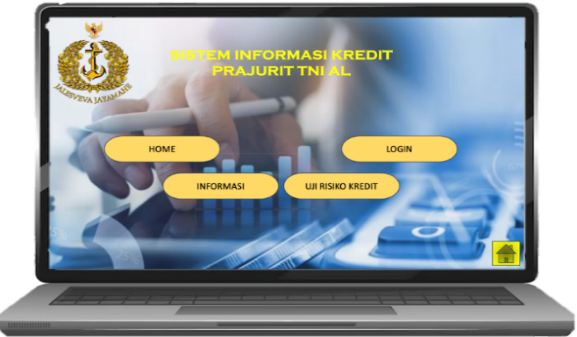 SISTEM INFORMASI KREDIT
PRAJURIT TNI AL
JALESVEVA JAYAMAHE
HOME
LOGIN
INFORMASI
UJI RISIKO KREDIT